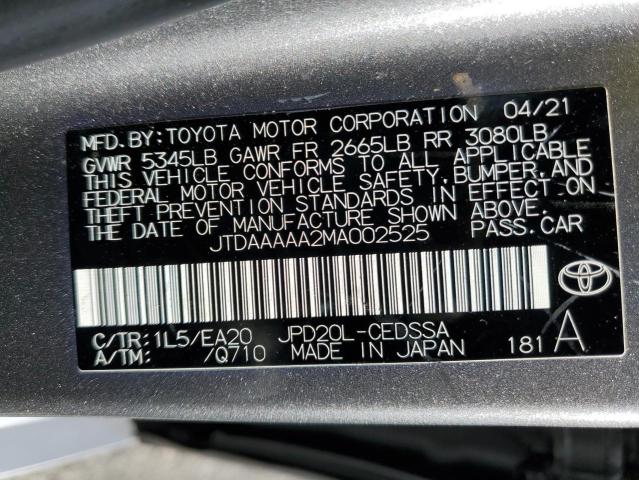 MFD. BY: TOYOTA MOTOR CORPORATION 04/21
GVWR 5345LB GAWR FR 2665LB RR 3080LB
THIS VEHICLE CONFORMS TO ALL APPLICABLE
FEDERAL MOTOR VEHICLE SAFETY, BUMPER, AND
THEFT PREVENTION STANDARDS IN EFFECT ON
THE DATE OF MANUFACTURE SHOWN ABOVE.
JTDAAAAA2MA002525 PASS. CAR
C/TR: 1L5/EA20 JPD20L-CEDSSA
A/TM: /Q710 MADE IN JAPAN 181 A